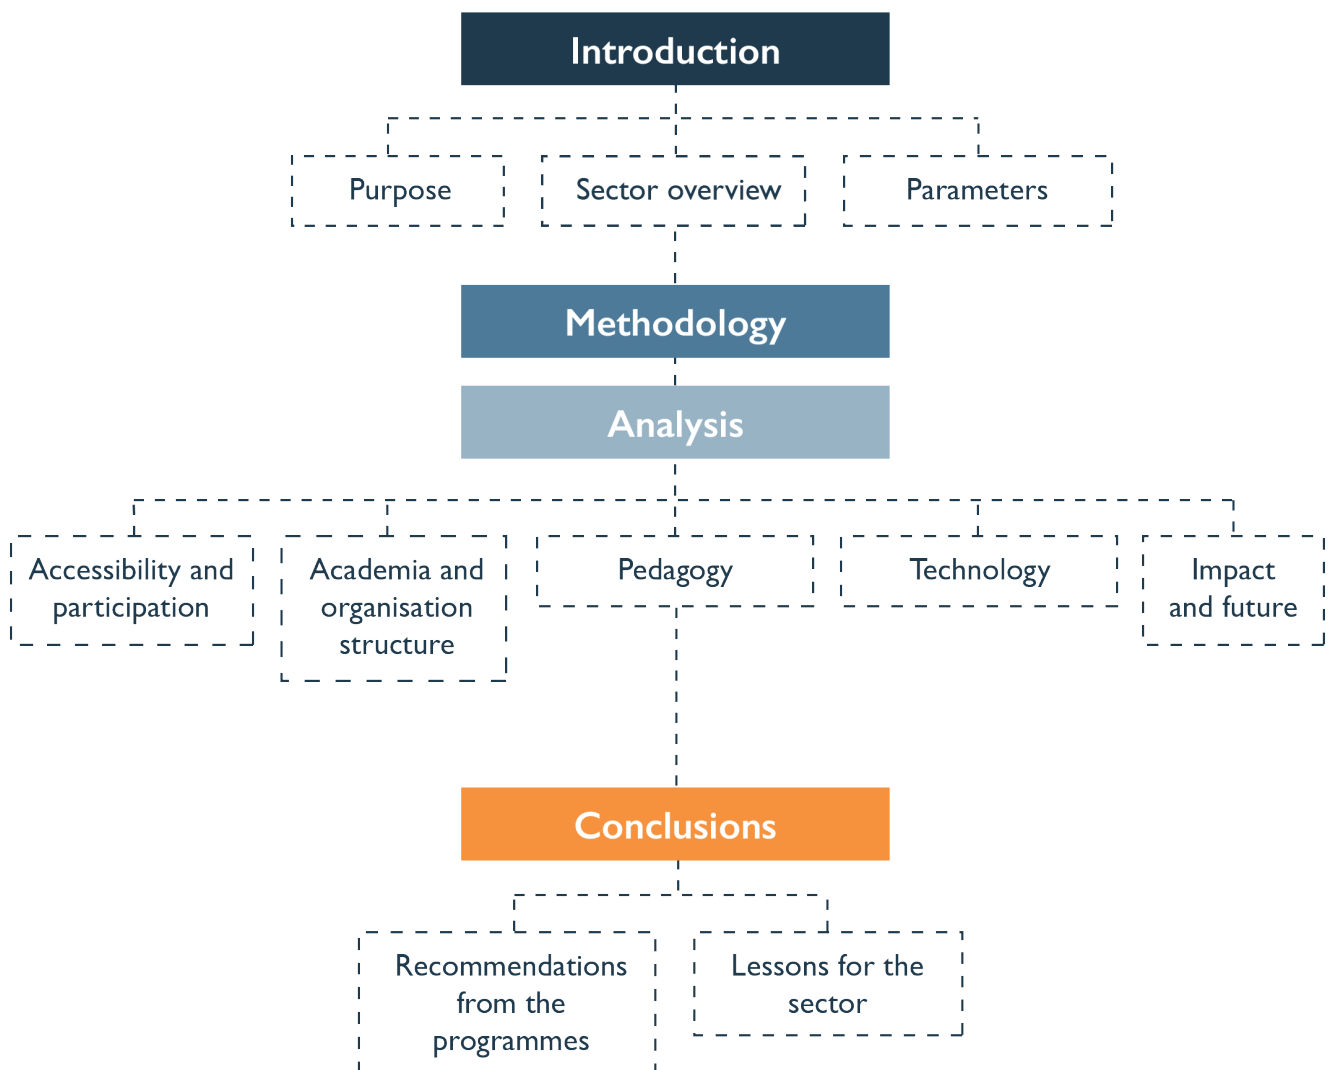 Introduction
Purpose
Sector overview
Parameters
Methodology
Analysis
Accessibility and
participation
Academia and
organisation
structure
Pedagogy
Technology
Impact
and future
Conclusions
Recommendations
from the
programmes
Lessons for the
sector